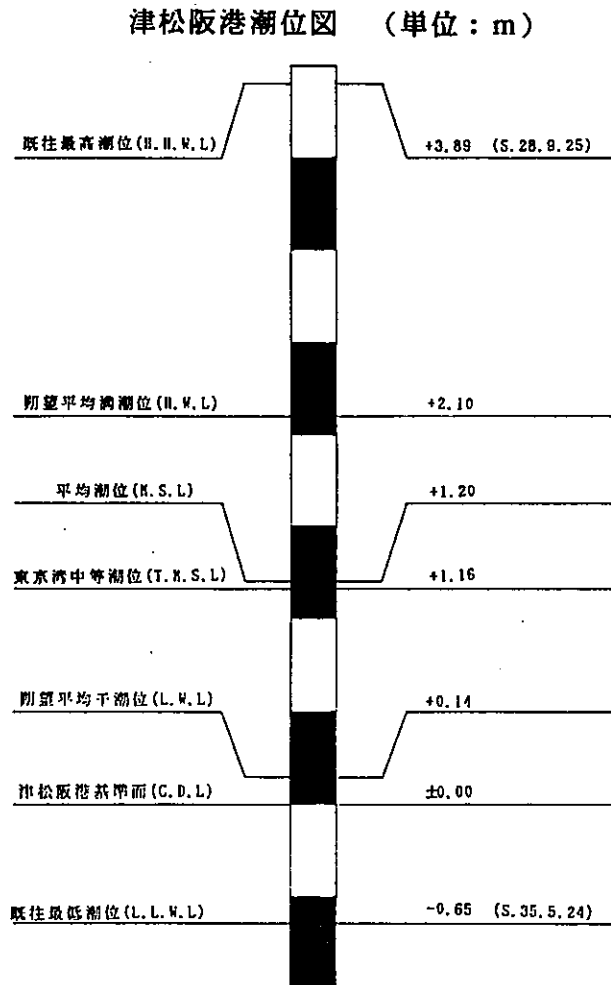 津松阪港潮位図 （単位：m）
既往最高潮位(H.H.W.L) +3.89 (S.28.9.25)
朔望平均満潮位(H.W.L) +2.10
平均潮位(M.S.L) +1.20
東京湾中等潮位(T.M.S.L) +1.16
朔望平均干潮位(L.W.L) +0.14
津松阪港基準面(C.D.L) ±0.00
既往最低潮位(L.L.W.L) -0.65 (S.35.5.24)